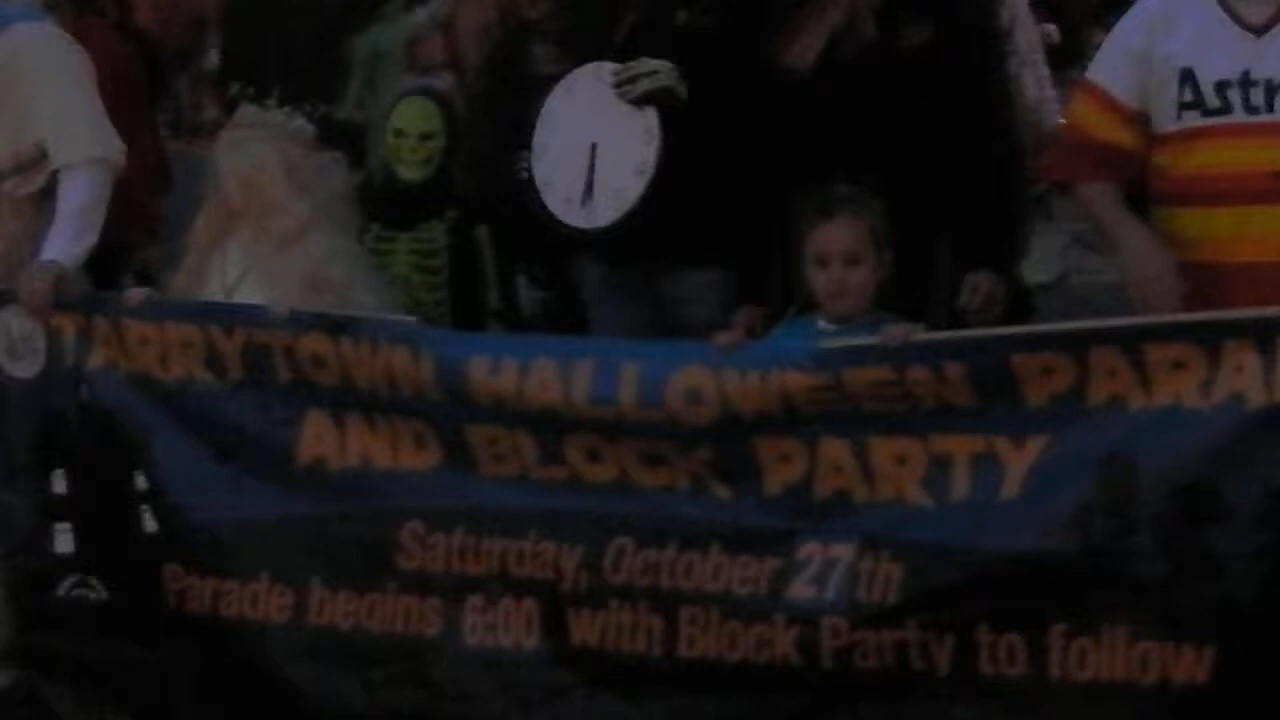 Astr
TARRYTOWN HALLOWEEN PARA
AND BLOCK PARTY
Saturday, October 27th
Parade begins 6:00 with Block Party to follow